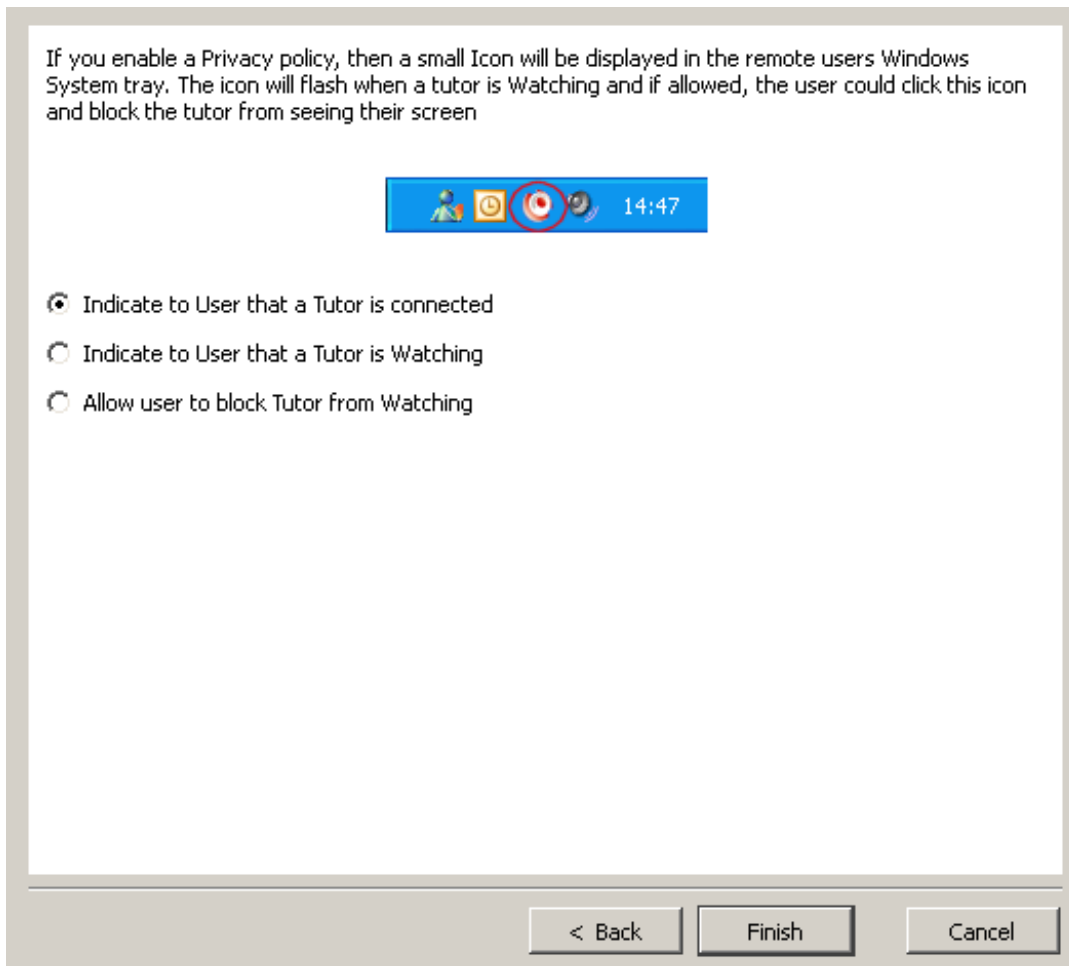 If you enable a Privacy policy, then a small Icon will be displayed in the remote users Windows
System tray. The icon will flash when a tutor is Watching and if allowed, the user could click this icon
and block the tutor from seeing their screen
14:47
Indicate to User that a Tutor is connected
Indicate to User that a Tutor is Watching
Allow user to block Tutor from Watching
< Back Finish Cancel